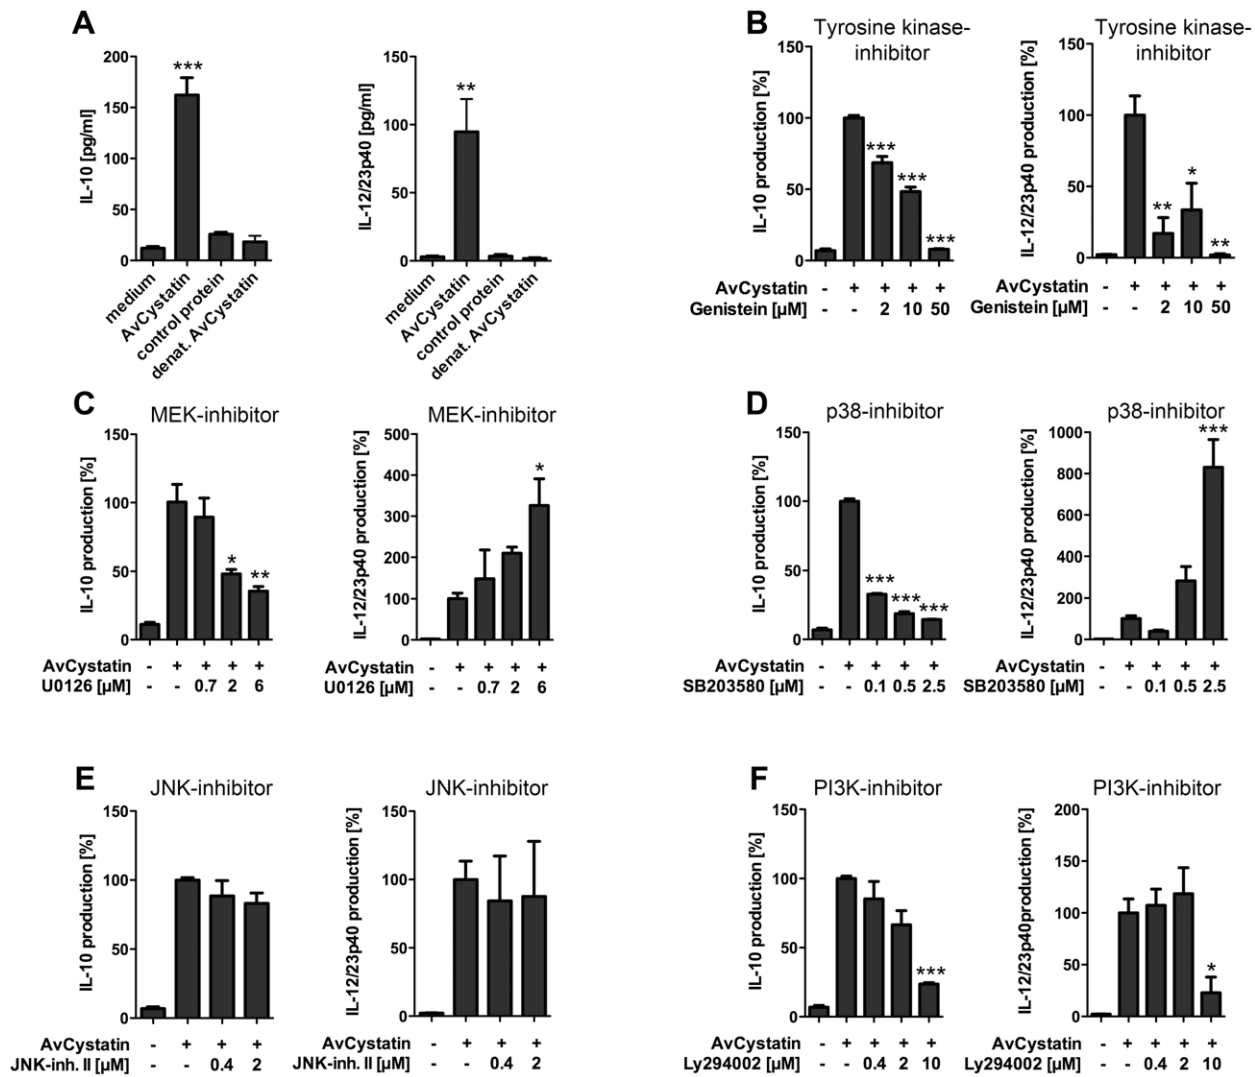 A
IL-10 [pg/ml]
200
150
100
50
0
***
medium
AvCystatin
control protein
denat. AvCystatin
IL-12/23p40 [pg/ml]
150
100
50
0
**
medium
AvCystatin
control protein
denat. AvCystatin
B
Tyrosine kinase-
inhibitor
IL-10 production [%]
150
100
50
0
***
***
***
AvCystatin - + + + +
Genistein [µM] - - 2 10 50
Tyrosine kinase-
inhibitor
IL-12/23p40 production [%]
150
100
50
0
**
*
**
AvCystatin - + + + +
Genistein [µM] - - 2 10 50
C
MEK-inhibitor
IL-10 production [%]
150
100
50
0
*
**
AvCystatin - + + + +
U0126 [µM] - - 0.7 2 6
MEK-inhibitor
IL-12/23p40 production [%]
500
400
300
200
100
0
*
AvCystatin - + + + +
U0126 [µM] - - 0.7 2 6
D
p38-inhibitor
IL-10 production [%]
150
100
50
0
***
***
***
AvCystatin - + + + +
SB203580 [µM] - - 0.1 0.5 2.5
p38-inhibitor
IL-12/23p40 production [%]
1000
800
600
400
200
0
***
AvCystatin - + + + +
SB203580 [µM] - - 0.1 0.5 2.5
E
JNK-inhibitor
IL-10 production [%]
150
100
50
0
AvCystatin - + + +
JNK-inh. II [µM] - - 0.4 2
JNK-inhibitor
IL-12/23p40 production [%]
150
100
50
0
AvCystatin - + + +
JNK-inh. II [µM] - - 0.4 2
F
PI3K-inhibitor
IL-10 production [%]
150
100
50
0
***
AvCystatin - + + + +
Ly294002 [µM] - - 0.4 2 10
PI3K-inhibitor
IL-12/23p40production [%]
200
150
100
50
0
*
AvCystatin - + + + +
Ly294002 [µM] - - 0.4 2 10